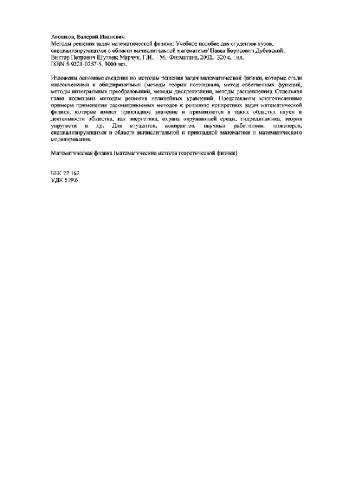 Агошков, Валерий Иванович
Методы решения задач математической физики: Учебное пособие для студентов вузов,
специализирующихся в области вычислительной математики/ Павел Борисович Дубовский,
Виктор Петрович Шутяев; Марчук, Г.И. - М.: Физматлит, 2002.- 320 с.: ил.
ISBN 5-9221-0257-5, 3000 экз.
Изложены основные сведения по методам решения задач математической физики, которые стали
классическими и общепринятыми (методы теории потенциала, метод собственных функций,
методы интегральных преобразований, методы дискретизации, методы расщепления). Отдельная
глава посвящена методам решения нелинейных уравнений. Представлены многочисленные
примеры применения рассматриваемых методов к решению конкретных задач математической
физики, которые имеют прикладное значение и применяются в таких областях науки и
деятельности общества, как энергетика, охрана окружающей среды, гидродинамика, теория
упругости и др. Для студентов, аспирантов, научных работников, инженеров,
специализирующихся в области вычислительной и прикладной математики и математического
моделирования.
Математическая физика (математические методы теоретической физики)
ББК 22.162
УДК 519.6